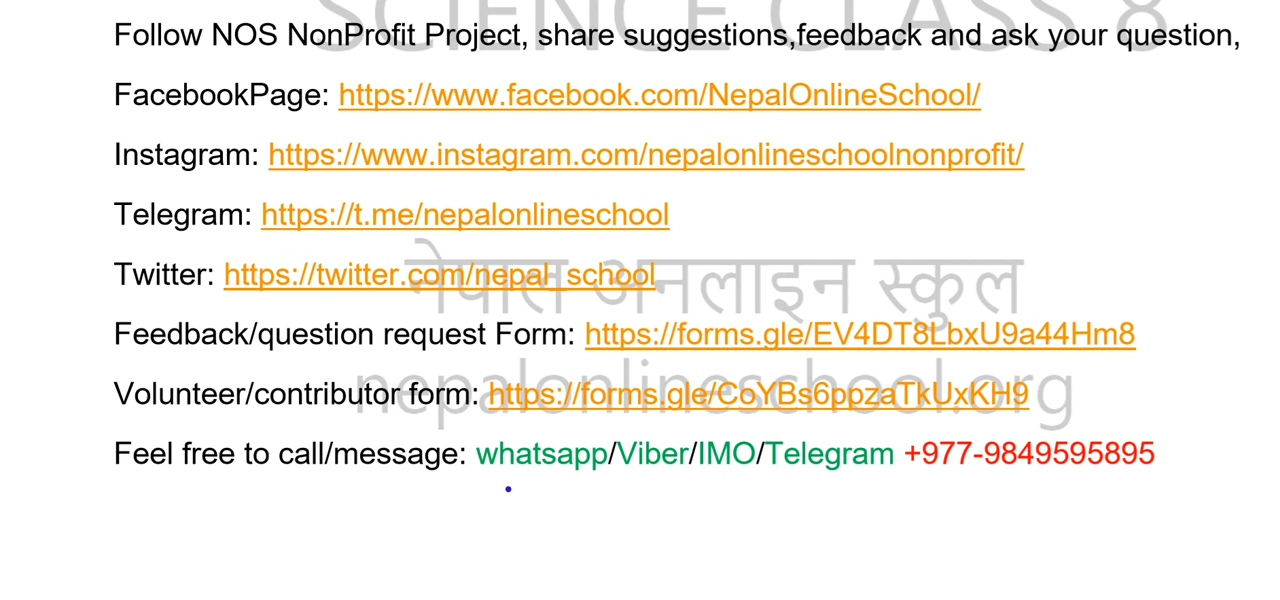 SCIENCE CLASS 8
Follow NOS NonProfit Project, share suggestions,feedback and ask your question,
FacebookPage: https://www.facebook.com/NepalOnlineSchool/
Instagram: https://www.instagram.com/nepalonlineschoolnonprofit/
Telegram: https://t.me/nepalonlineschool
Twitter: https://twitter.com/nepal_school
नेपाल अनलाइन स्कुल
Feedback/question request Form: https://forms.gle/EV4DT8LbxU9a44Hm8
Volunteer/contributor form: https://forms.gle/CoYBs6ppzaTkUxKH9
nepalonlineschool.org
Feel free to call/message: whatsapp/Viber/IMO/Telegram +977-9849595895